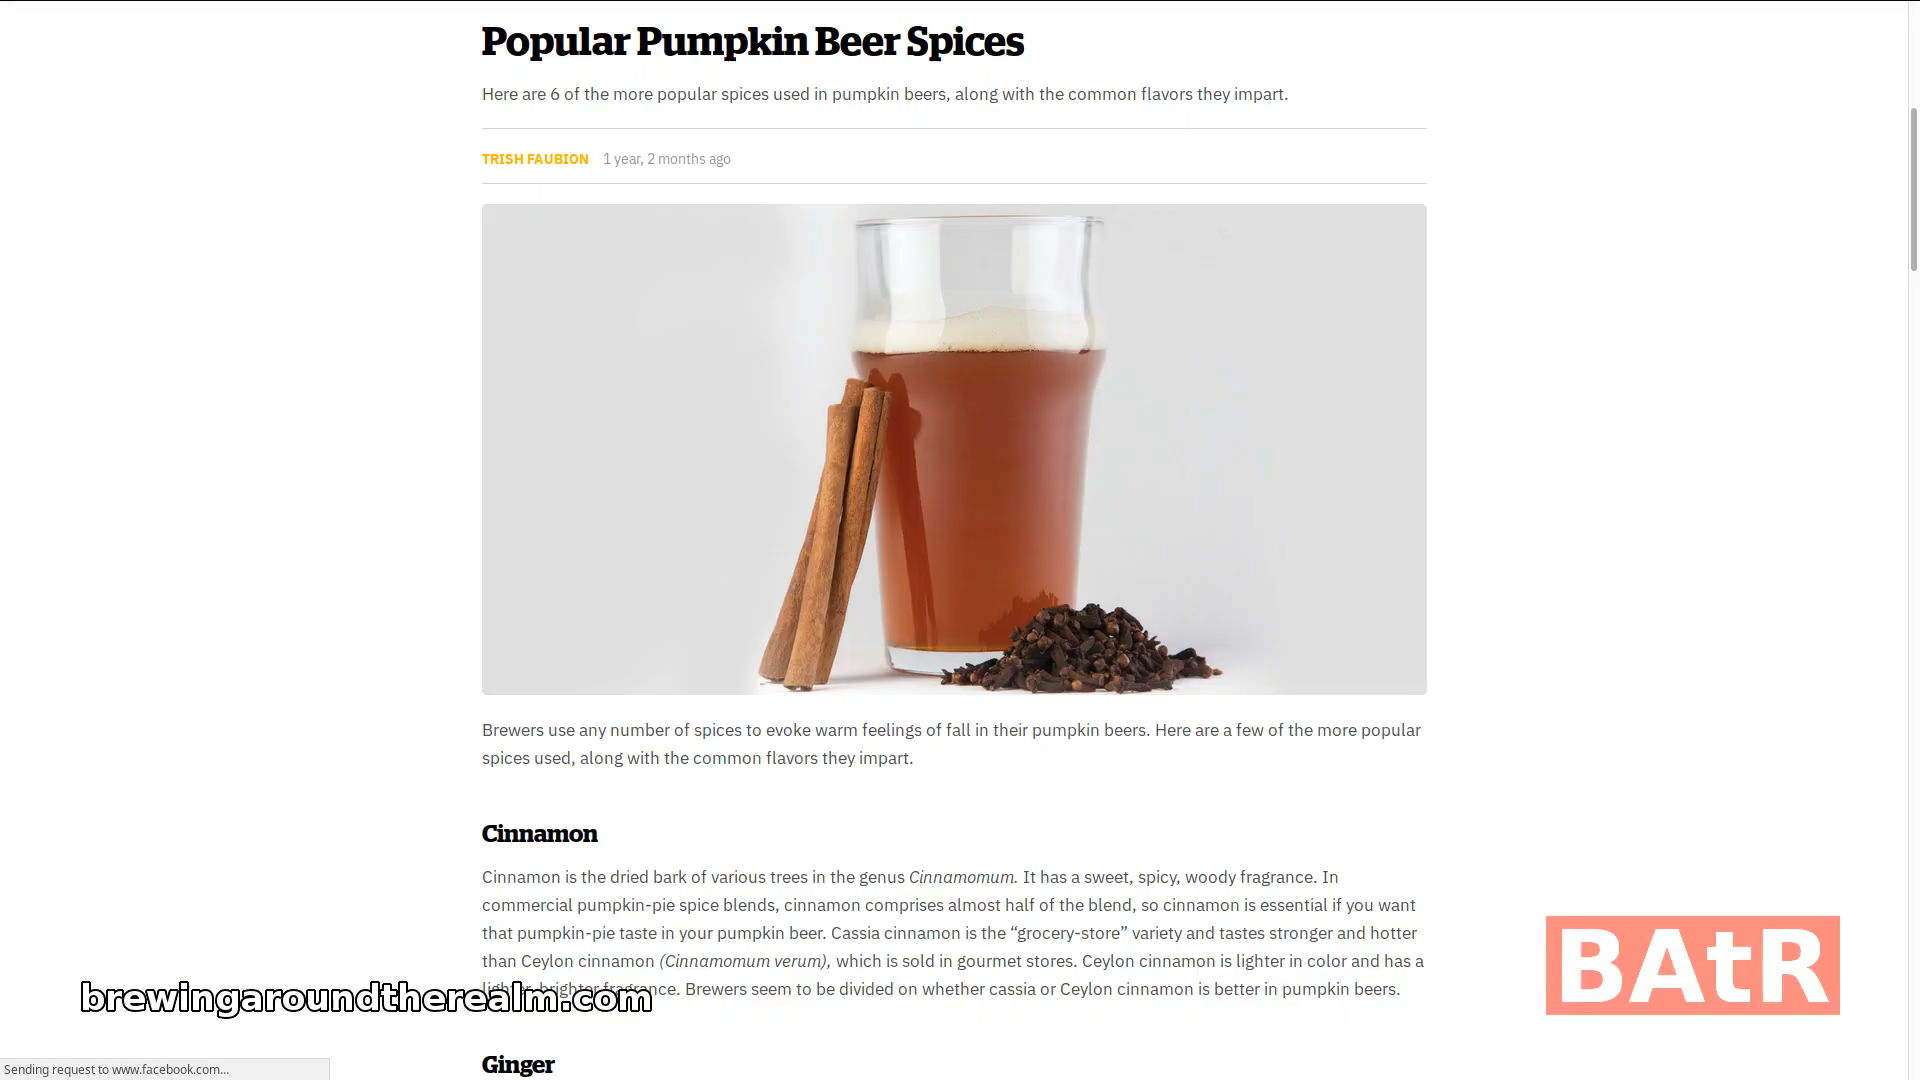 Popular Pumpkin Beer Spices
Here are 6 of the more popular spices used in pumpkin beers, along with the common flavors they impart.
TRISH FAUBION 1 year, 2 months ago
Brewers use any number of spices to evoke warm feelings of fall in their pumpkin beers. Here are a few of the more popular
spices used, along with the common flavors they impart.
Cinnamon
Cinnamon is the dried bark of various trees in the genus Cinnamomum. It has a sweet, spicy, woody fragrance. In
commercial pumpkin-pie spice blends, cinnamon comprises almost half of the blend, so cinnamon is essential if you want
that pumpkin-pie taste in your pumpkin beer. Cassia cinnamon is the “grocery-store” variety and tastes stronger and hotter
than Ceylon cinnamon (Cinnamomum verum), which is sold in gourmet stores. Ceylon cinnamon is lighter in color and has a
lighter, brighter fragrance. Brewers seem to be divided on whether cassia or Ceylon cinnamon is better in pumpkin beers.
brewingaroundtherealm.com
BAtR
Ginger
Sending request to www.facebook.com...